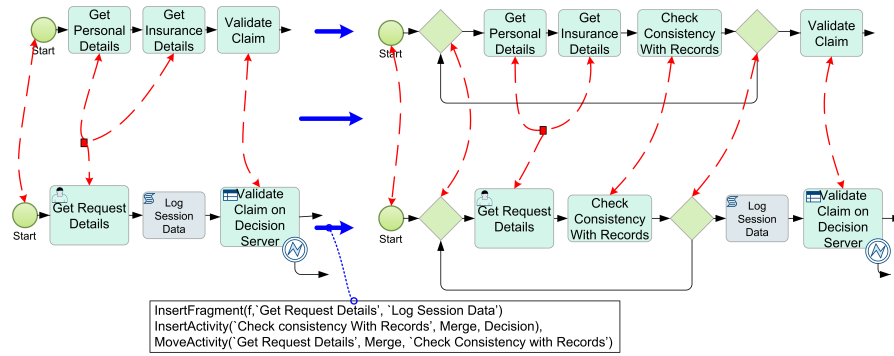 Start
Get
Personal
Details
Get
Insurance
Details
Validate
Claim
Start
Get
Personal
Details
Get
Insurance
Details
Check
Consistency
With Records
Validate
Claim
Start
Get Request
Details
Log
Session
Data
Validate
Claim on
Decision
Server
Start
Get Request
Details
Check
Consistency
With Records
Log
Session
Data
Validate
Claim on
Decision
Server
InsertFragment(f,`Get Request Details’, `Log Session Data’)
InsertActivity(`Check consistency With Records’, Merge, Decision),
MoveActivity(`Get Request Details’, Merge, `Check Consistency with Records’)